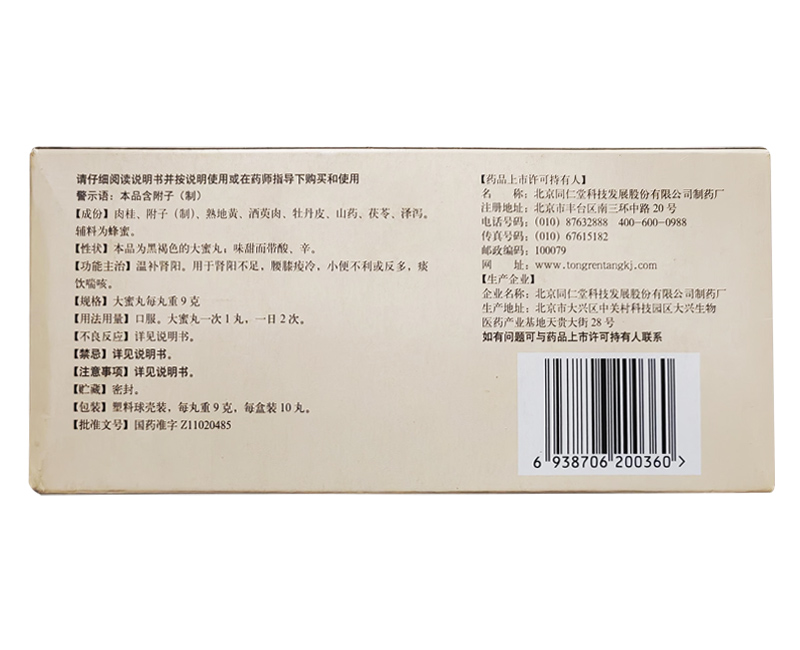 请仔细阅读说明书并按说明使用或在药师指导下购买和使用
警示语：本品含附子（制）
【成份】肉桂、附子（制）、熟地黄、酒萸肉、牡丹皮、山药、茯苓、泽泻。
辅料为蜂蜜。
【性状】本品为黑褐色的大蜜丸；味甜而带酸、辛。
【功能主治】温补肾阳。用于肾阳不足，腰膝痠冷，小便不利或反多，痰
饮喘咳。
【规格】大蜜丸每丸重 9 克
【用法用量】口服。大蜜丸一次 1 丸，一日 2 次。
【不良反应】详见说明书。
【禁忌】详见说明书。
【注意事项】详见说明书。
【贮藏】密封。
【包装】塑料球壳装，每丸重 9 克，每盒装 10 丸。
【批准文号】国药准字 Z11020485
【药品上市许可持有人】
名　　称：北京同仁堂科技发展股份有限公司制药厂
注册地址：北京市丰台区南三环中路 20 号
电话号码：(010) 87632888 400-600-0988
传真号码：(010) 67615182
邮政编码：100079
网　　址：www.tongrentangkj.com
【生产企业】
企业名称：北京同仁堂科技发展股份有限公司制药厂
生产地址：北京市大兴区中关村科技园区大兴生物
医药产业基地天贵大街 28 号
如有问题可与药品上市许可持有人联系
6 938706 200360 >